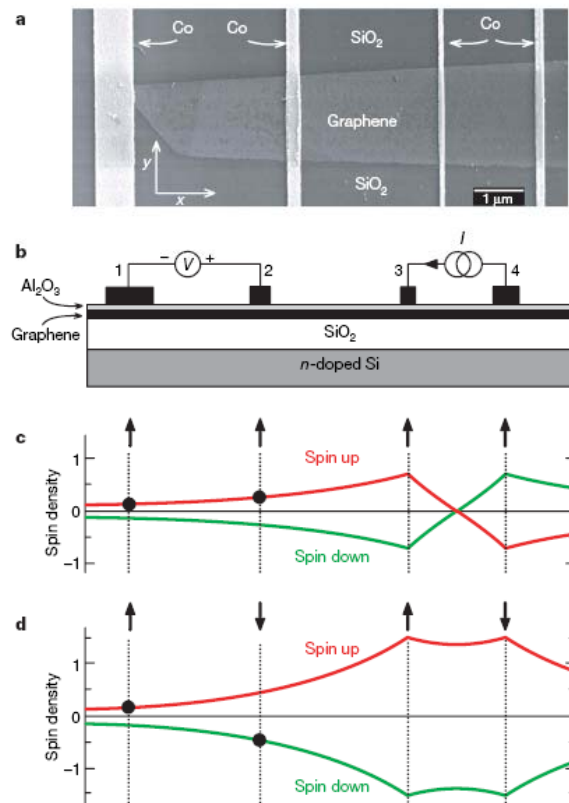 a
Co Co SiO₂ Co
Graphene
y
x
SiO₂
1 μm
b
I
1 − V + 2 3 4
Al₂O₃
Graphene
SiO₂
n-doped Si
c
Spin density
1
0
−1
Spin up
Spin down
d
Spin density
1
0
−1
Spin up
Spin down